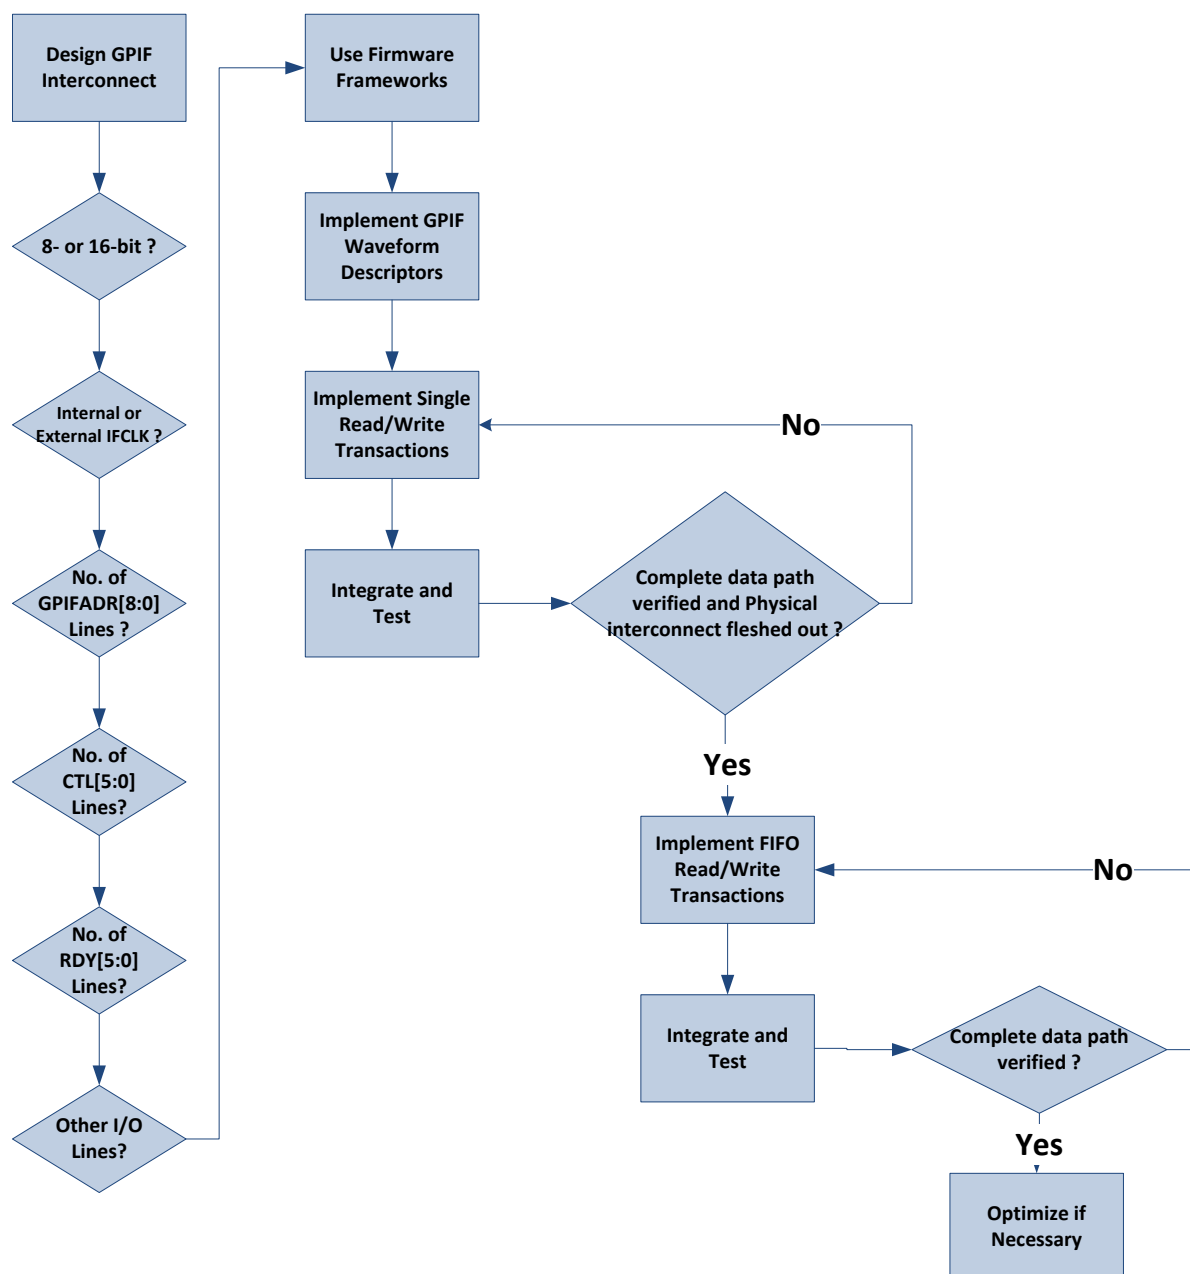 Design GPIF
Interconnect
8- or 16-bit ?
Internal or
External IFCLK ?
No. of
GPIFADR[8:0]
Lines ?
No. of
CTL[5:0]
Lines?
No. of
RDY[5:0]
Lines?
Other I/O
Lines?
Use Firmware
Frameworks
Implement GPIF
Waveform
Descriptors
Implement Single
Read/Write
Transactions
No
Integrate and
Test
Complete data path
verified and Physical
interconnect fleshed out ?
Yes
Implement FIFO
Read/Write
Transactions
No
Integrate and
Test
Complete data path
verified ?
Yes
Optimize if
Necessary